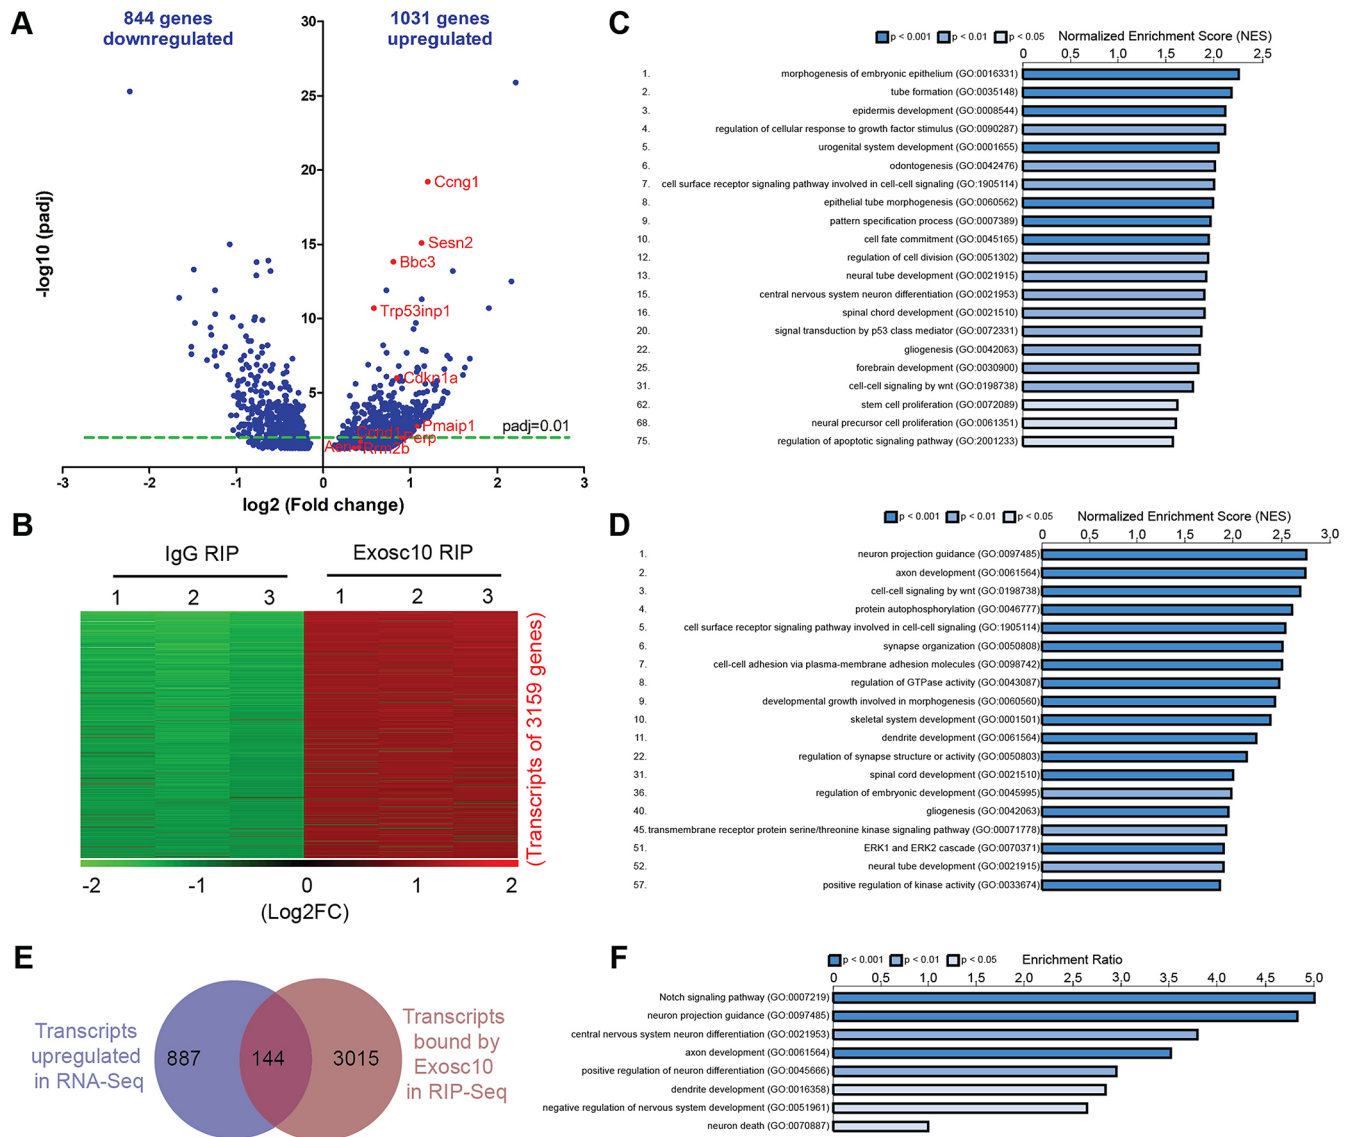 A
844 genes
downregulated
1031 genes
upregulated
30
25
20
15
10
5
0
-log10 (padj)
Ccng1
Sesn2
Bbc3
Trp53inp1
Cdkn1a
Pmaip1
Ccnd1
Perp
Rrm2b
padj=0.01
-3
-2
-1
0
1
2
3
log2 (Fold change)
B
IgG RIP
Exosc10 RIP
1
2
3
1
2
3
(Transcripts of 3159 genes)
-2
-1
0
1
2
(Log2FC)
C
p < 0.001
p < 0.01
p < 0.05
Normalized Enrichment Score (NES)
0
0.5
1.0
1.5
2.0
2.5
1. morphogenesis of embryonic epithelium (GO:0016331)
2. tube formation (GO:0035148)
3. epidermis development (GO:0008544)
4. regulation of cellular response to growth factor stimulus (GO:0090287)
5. urogenital system development (GO:0001655)
6. odontogenesis (GO:0042476)
7. cell surface receptor signaling pathway involved in cell-cell signaling (GO:1905114)
8. epithelial tube morphogenesis (GO:0060562)
9. pattern specification process (GO:0007389)
10. cell fate commitment (GO:0045165)
12. regulation of cell division (GO:0051302)
13. neural tube development (GO:0021915)
15. central nervous system neuron differentiation (GO:0021953)
16. spinal chord development (GO:0021510)
20. signal transduction by p53 class mediator (GO:0072331)
22. gliogenesis (GO:0042063)
25. forebrain development (GO:0030900)
31. cell-cell signaling by wnt (GO:0198738)
62. stem cell proliferation (GO:0072089)
68. neural precursor cell proliferation (GO:0061351)
75. regulation of apoptotic signaling pathway (GO:2001233)
D
p < 0.001
p < 0.01
p < 0.05
Normalized Enrichment Score (NES)
0
0,5
1,0
1,5
2,0
2,5
3,0
1. neuron projection guidance (GO:0097485)
2. axon development (GO:0061564)
3. cell-cell signaling by wnt (GO:0198738)
4. protein autophosphorylation (GO:0046777)
5. cell surface receptor signaling pathway involved in cell-cell signaling (GO:1905114)
6. synapse organization (GO:0050808)
7. cell-cell adhesion via plasma-membrane adhesion molecules (GO:0098742)
8. regulation of GTPase activity (GO:0043087)
9. developmental growth involved in morphogenesis (GO:0060560)
10. skeletal system development (GO:0001501)
11. dendrite development (GO:0061564)
22. regulation of synapse structure or activity (GO:0050803)
31. spinal cord development (GO:0021510)
36. regulation of embryonic development (GO:0045995)
40. gliogenesis (GO:0042063)
45. transmembrane receptor protein serine/threonine kinase signaling pathway (GO:00071778)
51. ERK1 and ERK2 cascade (GO:0070371)
52. neural tube development (GO:0021915)
57. positive regulation of kinase activity (GO:0033674)
E
Transcripts
upregulated
in RNA-Seq
887
144
3015
Transcripts
bound by
Exosc10
in RIP-Seq
F
p < 0.001
p < 0.01
p < 0.05
Enrichment Ratio
0
0,5
1,0
1,5
2,0
2,5
3,0
3,5
4,0
4,5
5,0
Notch signaling pathway (GO:0007219)
neuron projection guidance (GO:0097485)
central nervous system neuron differentiation (GO:0021953)
axon development (GO:0061564)
positive regulation of neuron differentiation (GO:0045666)
dendrite development (GO:0016358)
negative regulation of nervous system development (GO:0051961)
neuron death (GO:0070887)